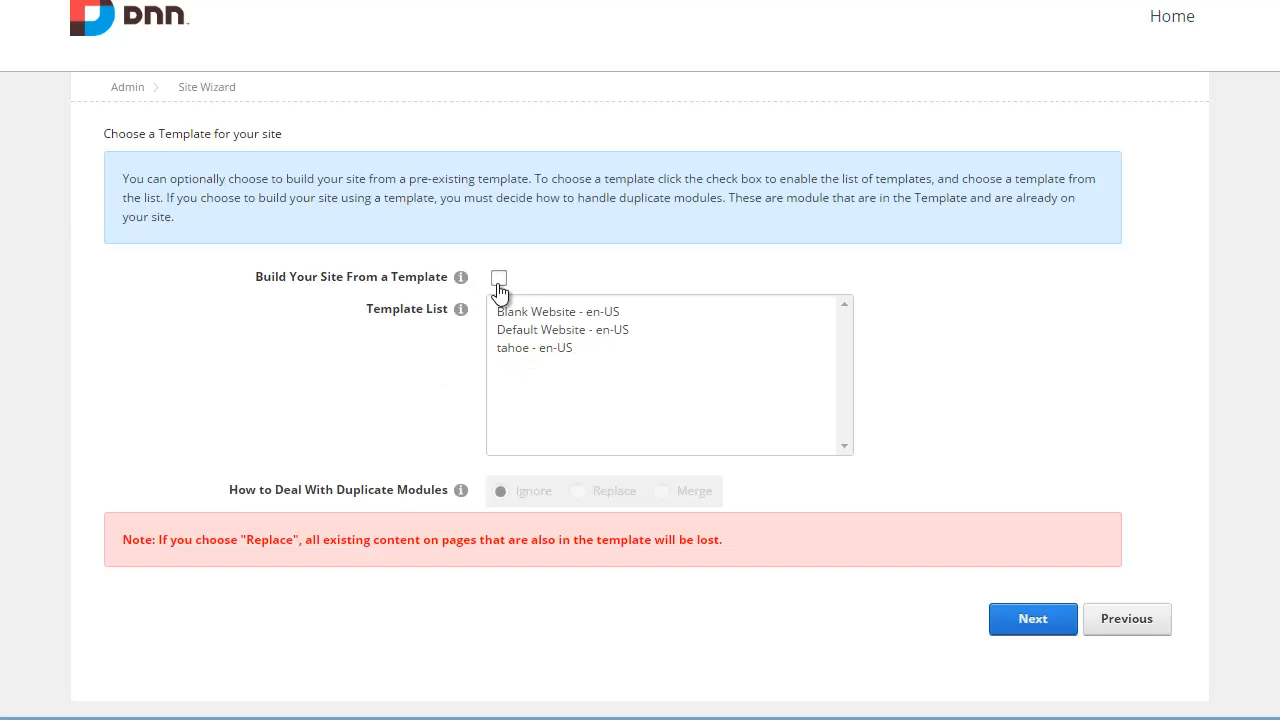 DNN
Home
Admin
Site Wizard
Choose a Template for your site
You can optionally choose to build your site from a pre-existing template. To choose a template click the check box to enable the list of templates, and choose a template from
the list. If you choose to build your site using a template, you must decide how to handle duplicate modules. These are module that are in the Template and are already on
your site.
Build Your Site From a Template
Template List
Blank Website - en-US
Default Website - en-US
tahoe - en-US
How to Deal With Duplicate Modules
Ignore Replace Merge
Note: If you choose "Replace", all existing content on pages that are also in the template will be lost.
Next Previous